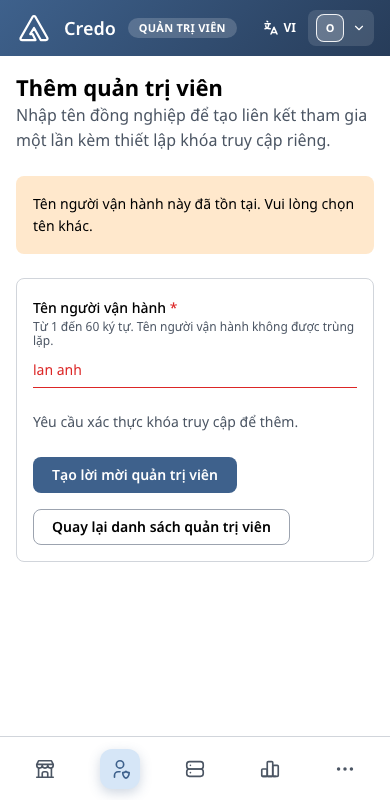 Credo
QUẢN TRỊ VIÊN
VI
O
Thêm quản trị viên
Nhập tên đồng nghiệp để tạo liên kết tham gia
một lần kèm thiết lập khóa truy cập riêng.
Tên người vận hành này đã tồn tại. Vui lòng chọn
tên khác.
Tên người vận hành *
Từ 1 đến 60 ký tự. Tên người vận hành không được trùng
lặp.
lan anh
Yêu cầu xác thực khóa truy cập để thêm.
Tạo lời mời quản trị viên
Quay lại danh sách quản trị viên